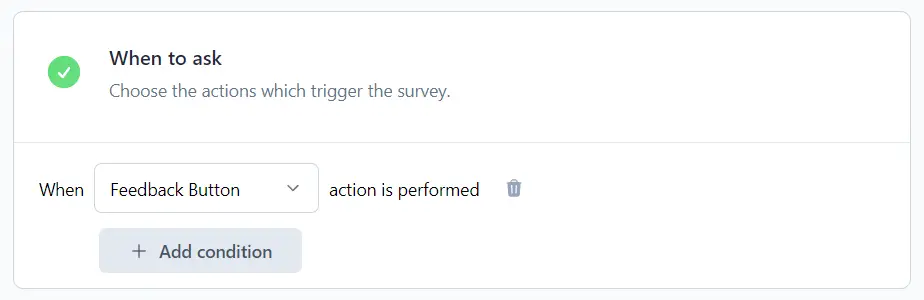 When to ask
Choose the actions which trigger the survey.
When Feedback Button action is performed
+ Add condition